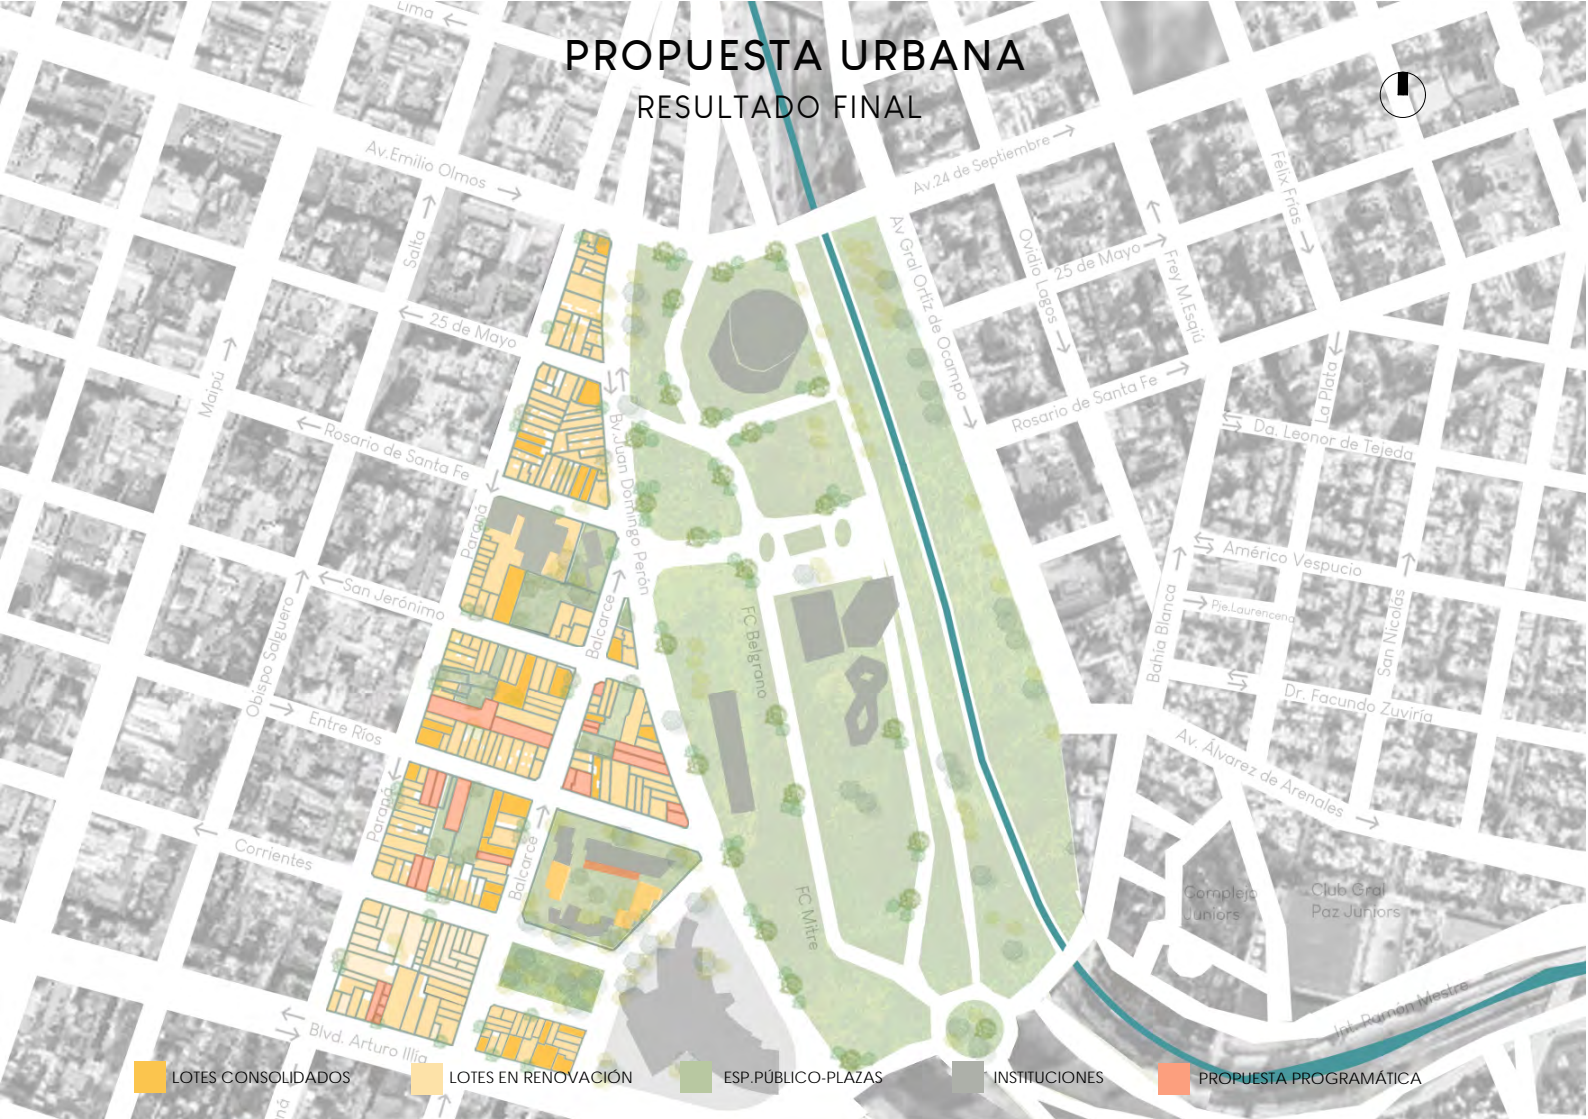 Lima
PROPUESTA URBANA
RESULTADO FINAL
Av.Emilio Olmos
Av.24 de Septiembre
Félix Frías
Salta
Av Gral Ortíz de Ocampo
Ovidio Lagos
25 de Mayo
Frey M.Esqiú
25 de Mayo
Maipú
La Plata
Rosario de Santa Fe
Rosario de Santa Fe
Bv.Juan Domingo Perón
Da. Leonor de Tejeda
Paraná
Américo Vespucio
San Jerónimo
Obispo Salguero
Balcarce
FC Belgrano
Bahía Blanca
Pje.Laurencena
San Nicolas
Entre Ríos
Dr. Facundo Zuviría
Av. Álvarez de Arenales
Paraná
Corrientes
Balcarce
FC Mitre
Complejo
Juniors
Club Gral
Paz Juniors
Int. Ramón Mestre
Blvd. Arturo Illia
LOTES CONSOLIDADOS
LOTES EN RENOVACIÓN
ESP.PÚBLICO-PLAZAS
INSTITUCIONES
PROPUESTA PROGRAMÁTICA